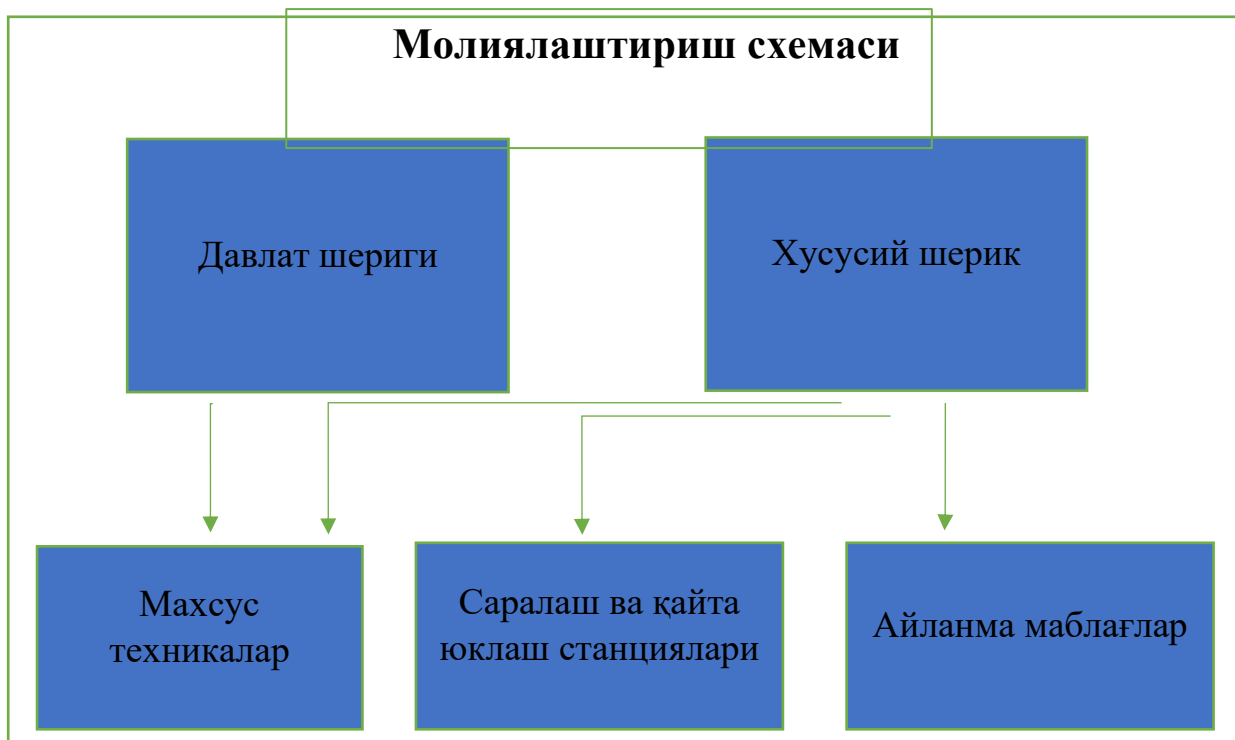 Молиялаштириш схемаси
Давлат шериги
Хусусий шерик
Махсус
техникалар
Саралаш ва қайта
юклаш станциялари
Айланма маблағлар